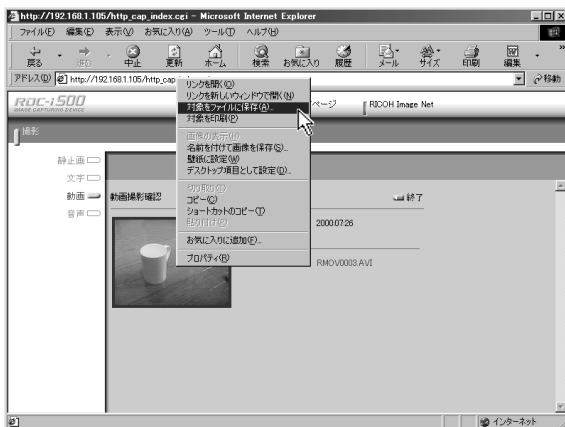 http://192.168.1.105/http_cap_index.cgi - Microsoft Internet Explorer
ファイル(F) 編集(E) 表示(V) お気に入り(A) ツール(T) ヘルプ(H)
戻る 進む 中止 更新 ホーム 検索 お気に入り 履歴 メール サイズ 印刷 編集 »
アドレス(D) http://192.168.1.105/http_cap 移動
RDC-i500
IMAGE CAPTURING DEVICE
ページ
RICOH Image Net
撮影
静止画
文字
動画
音声
動画撮影確認
終了
2000.07.26
RMOV0003.AVI
リンクを開く(O)
リンクを新しいウィンドウで開く(N)
対象をファイルに保存(A)...
対象を印刷(P)
画像の表示(H)
名前を付けて画像を保存(S)...
壁紙に設定(W)
デスクトップ項目として設定(D)...
切り取り(T)
コピー(C)
ショートカットのコピー(T)
貼り付け(P)
お気に入りに追加(F)...
プロパティ(R)
インターネット